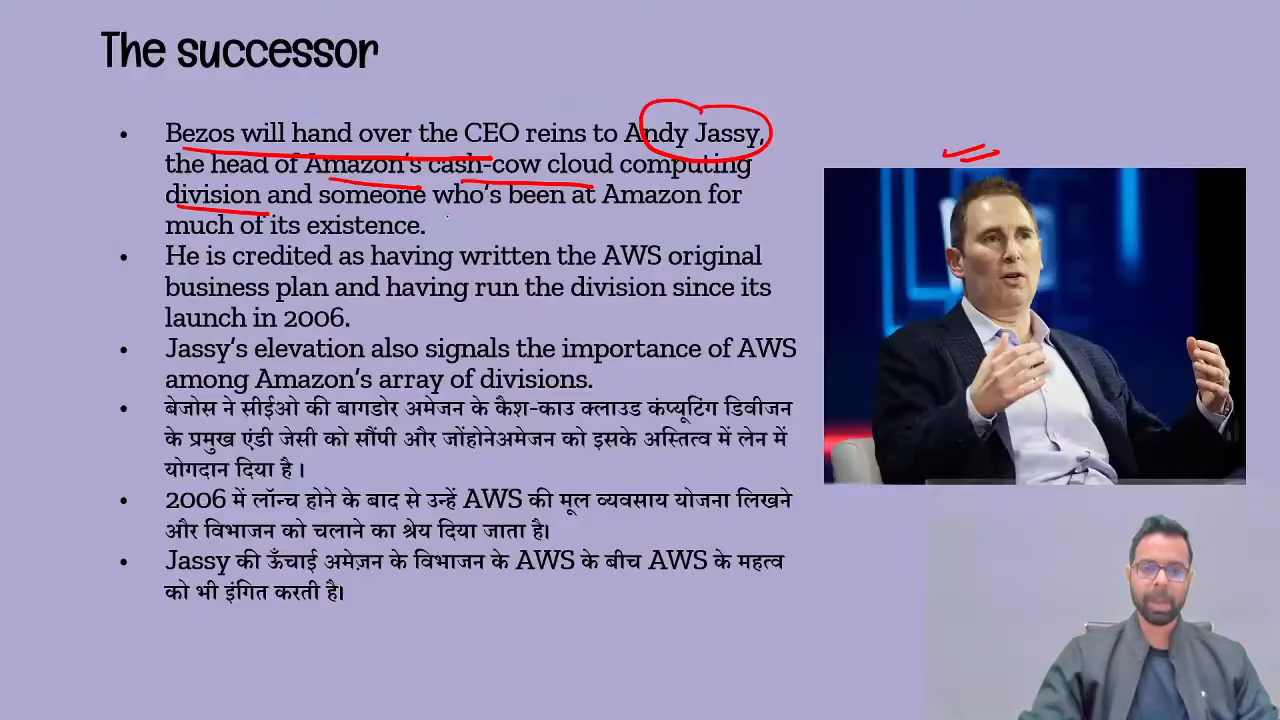 The successor
Bezos will hand over the CEO reins to Andy Jassy,
the head of Amazon's cash-cow cloud computing
division and someone who's been at Amazon for
much of its existence.
He is credited as having written the AWS original
business plan and having run the division since its
launch in 2006.
Jassy's elevation also signals the importance of AWS
among Amazon's array of divisions.
बेजोस ने सीईओ की बागडोर अमेजन के कैश-काउ क्लाउड कंप्यूटिंग डिवीजन
के प्रमुख एंडी जसी को सौंपी और जोंहोनेअमेजन को इसके अस्तित्व में लेन में
योगदान दिया है ।
2006 में लॉन्च होने के बाद से उन्हें AWS की मूल व्यवसाय योजना लिखने
और विभाजन को चलाने का श्रेय दिया जाता है।
Jassy की ऊँचाई अमेज़न के विभाजन के AWS के बीच AWS के महत्व
को भी इंगित करती है।